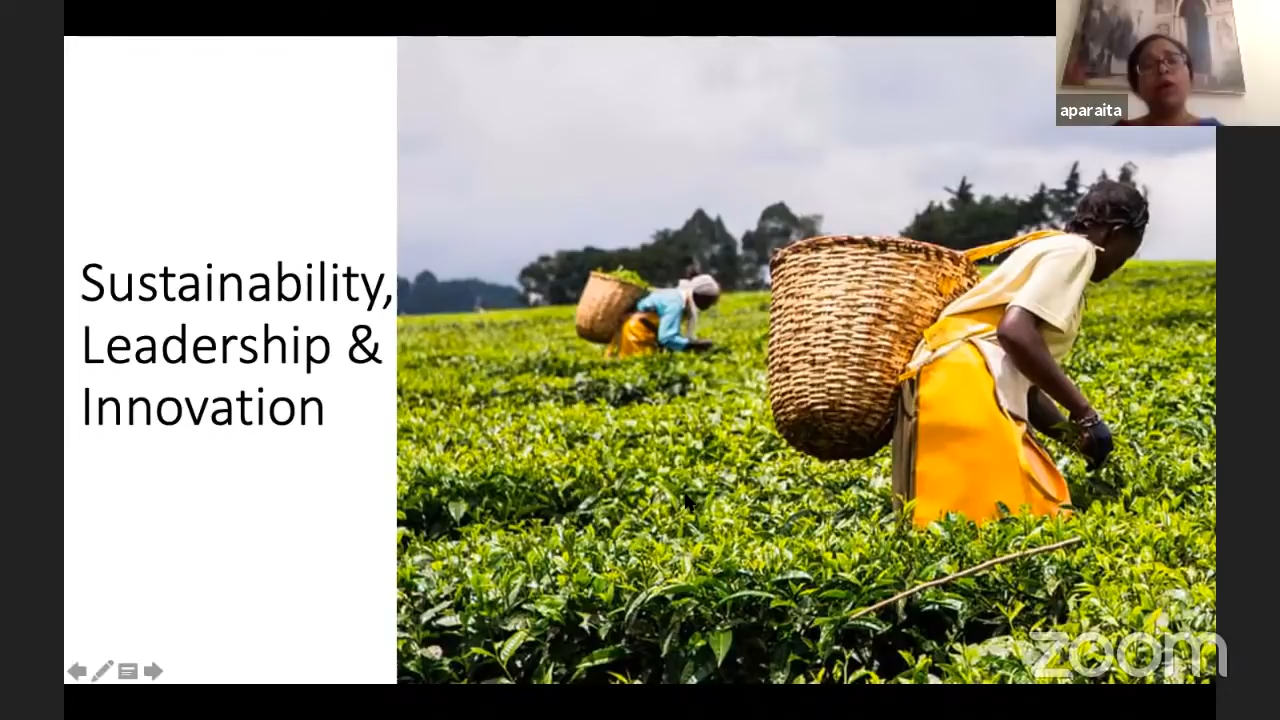 aparaita
Sustainability,
Leadership &
Innovation
zoom